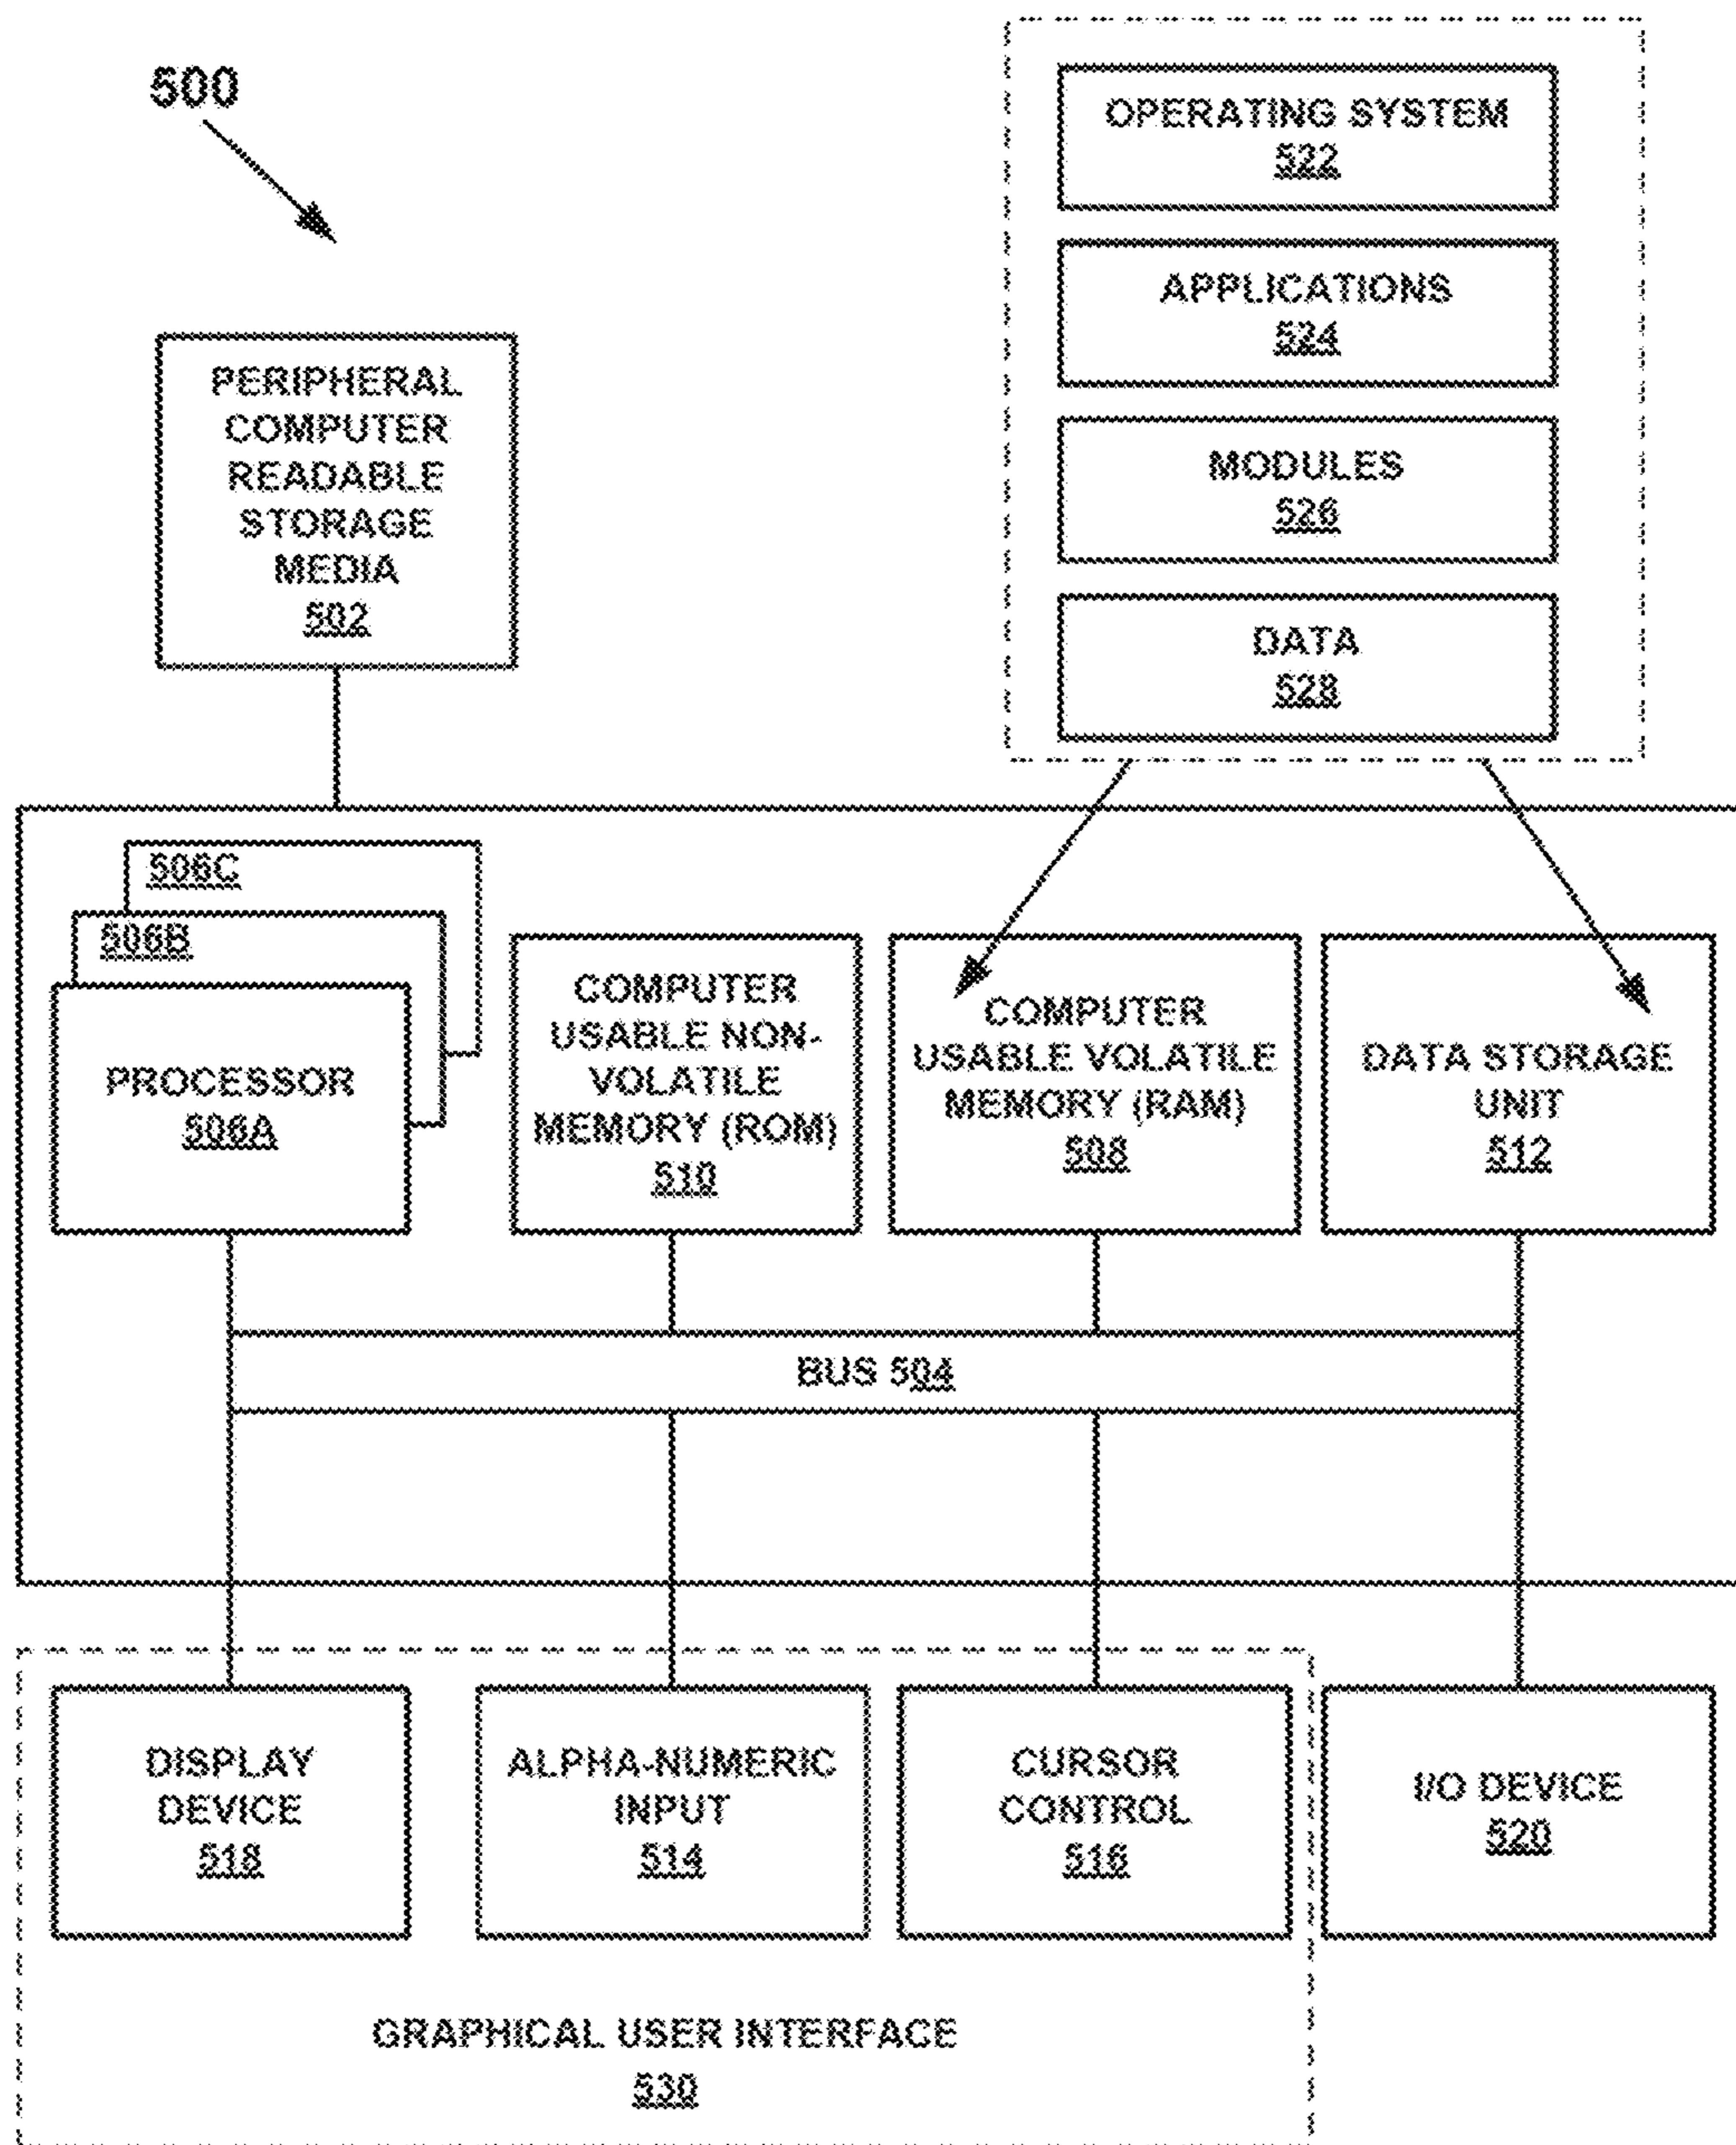 500
OPERATING SYSTEM
522
APPLICATIONS
524
MODULES
526
DATA
528
PERIPHERAL
COMPUTER
READABLE
STORAGE
MEDIA
502
506C
506B
PROCESSOR
506A
COMPUTER
USABLE NON-
VOLATILE
MEMORY (ROM)
510
COMPUTER
USABLE VOLATILE
MEMORY (RAM)
508
DATA STORAGE
UNIT
512
BUS 504
DISPLAY
DEVICE
518
ALPHA-NUMERIC
INPUT
514
CURSOR
CONTROL
516
I/O DEVICE
520
GRAPHICAL USER INTERFACE
530